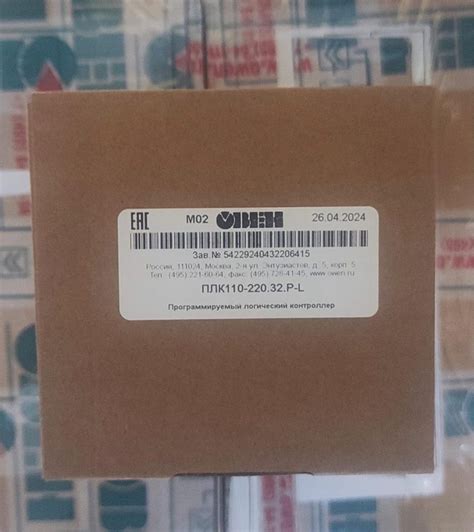 EAC М02 ОВЕН 26.04.2024
Зав.№ 54229240432206415
Россия, 111024, Москва, 2-я ул. Энтузиастов, д. 5, корп. 5
Тел.: (495) 221-60-64, факс: (495) 728-41-45, www.owen.ru
ПЛК110-220.32.Р-L
Программируемый логический контроллер